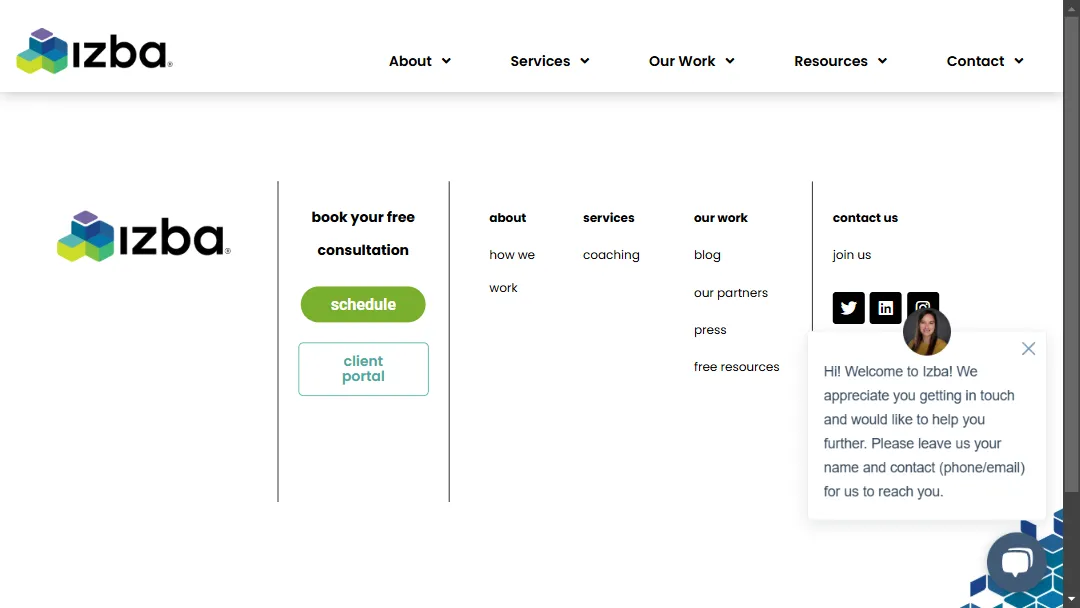 ızba®
About
Services
Our Work
Resources
Contact
ızba®
book your free
consultation
schedule
client
portal
about
how we
work
services
coaching
our work
blog
our partners
press
free resources
contact us
join us
Hi! Welcome to Izba! We
appreciate you getting in touch
and would like to help you
further. Please leave us your
name and contact (phone/email)
for us to reach you.